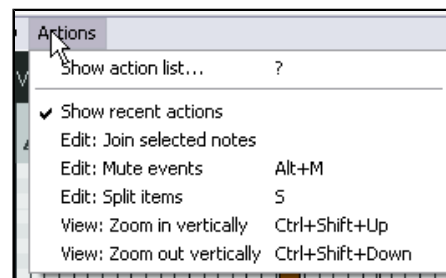 Actions
Show action list... ?
Show recent actions
Edit: Join selected notes
Edit: Mute events Alt+M
Edit: Split items S
View: Zoom in vertically Ctrl+Shift+Up
View: Zoom out vertically Ctrl+Shift+Down